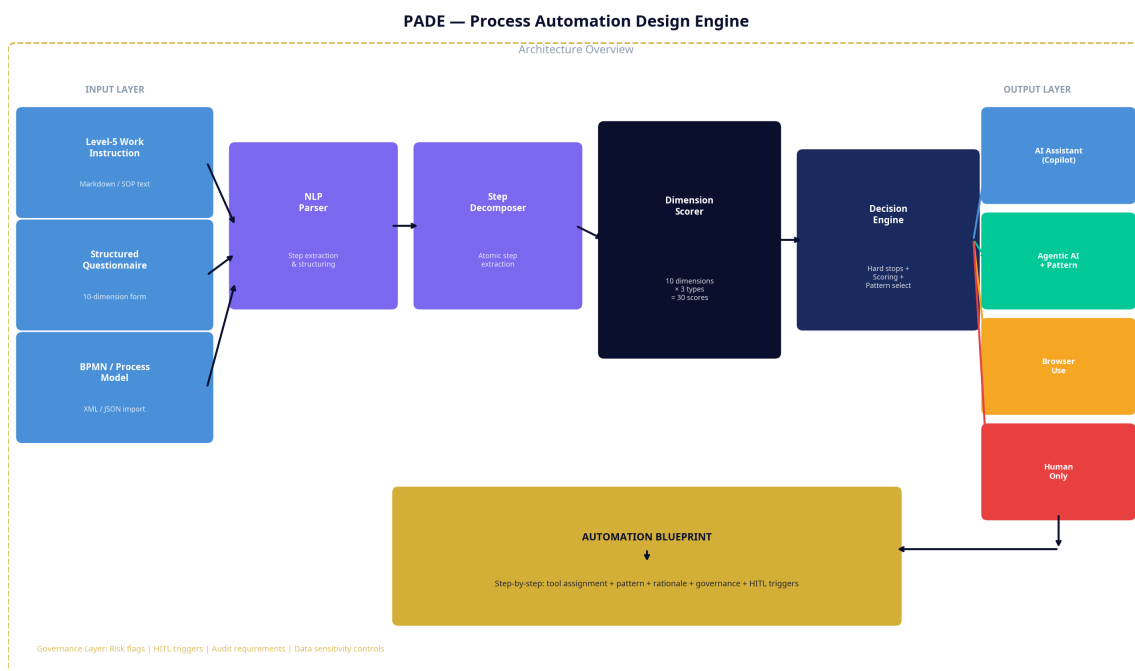 PADE — Process Automation Design Engine
Architecture Overview
INPUT LAYER
OUTPUT LAYER
Level-5 Work
Instruction
Markdown / SOP text
Structured
Questionnaire
10-dimension form
BPMN / Process
Model
XML / JSON import
NLP
Parser
Step extraction
& structuring
Step
Decomposer
Atomic step
extraction
Dimension
Scorer
10 dimensions
× 3 types
= 30 scores
Decision
Engine
Hard stops +
Scoring +
Pattern select
AI Assistant
(Copilot)
Agentic AI
+ Pattern
Browser
Use
Human
Only
AUTOMATION BLUEPRINT
Step-by-step: tool assignment + pattern + rationale + governance + HITL triggers
Governance Layer: Risk flags | HITL triggers | Audit requirements | Data sensitivity controls